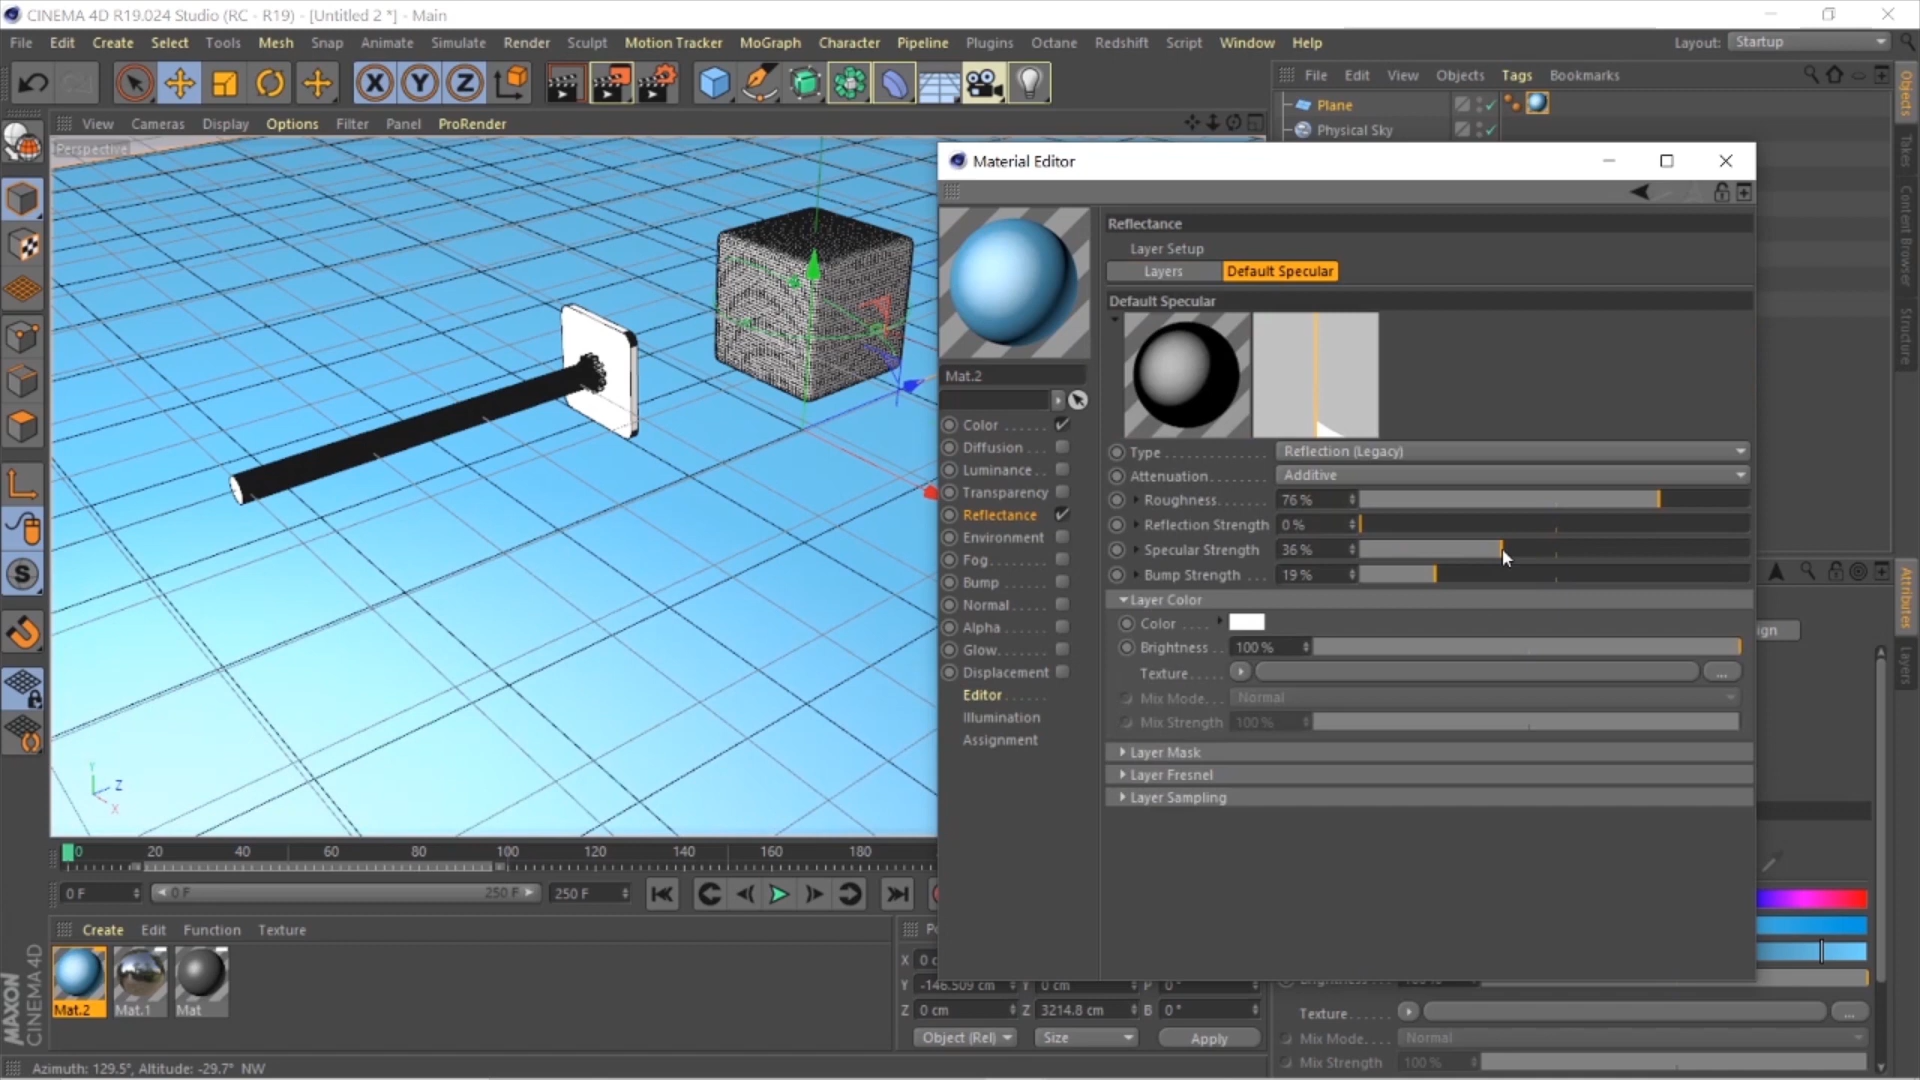 CINEMA 4D R19.024 Studio (RC - R19) - [Untitled 2 *] - Main
File Edit Create Select Tools Mesh Snap Animate Simulate Render Sculpt Motion Tracker MoGraph Character Pipeline Plugins Octane Redshift Script Window Help Layout: Startup
X Y Z
File Edit View Objects Tags Bookmarks
View Cameras Display Options Filter Panel ProRender
Perspective
Plane
Physical Sky
Objects
Takes
Content Browser
Structure
Attributes
Layers
Material Editor
Reflectance
Layer Setup
Layers Default Specular
Default Specular
Mat.2
Color
Diffusion
Luminance
Transparency
Reflectance
Environment
Fog
Bump
Normal
Alpha
Glow
Displacement
Editor
Illumination
Assignment
Type Reflection (Legacy)
Attenuation Additive
Roughness 76 %
Reflection Strength 0 %
Specular Strength 36 %
Bump Strength 19 %
Layer Color
Color
Brightness 100 %
Texture ...
Mix Mode Normal
Mix Strength 100 %
Layer Mask
Layer Fresnel
Layer Sampling
Y Z X
0 20 40 60 80 100 120 140 160 180
0 F 0 F 250 F 250 F
Create Edit Function Texture
Mat.2 Mat.1 Mat
X
Y -146.509 cm Y 0 cm P 0 °
Z 0 cm Z 3214.8 cm B 0 °
Object (Rel) Size Apply
Texture ...
Mix Mode Normal
Mix Strength 100 %
MAXON
CINEMA 4D
Azimuth: 129.5°, Altitude: -29.7° NW